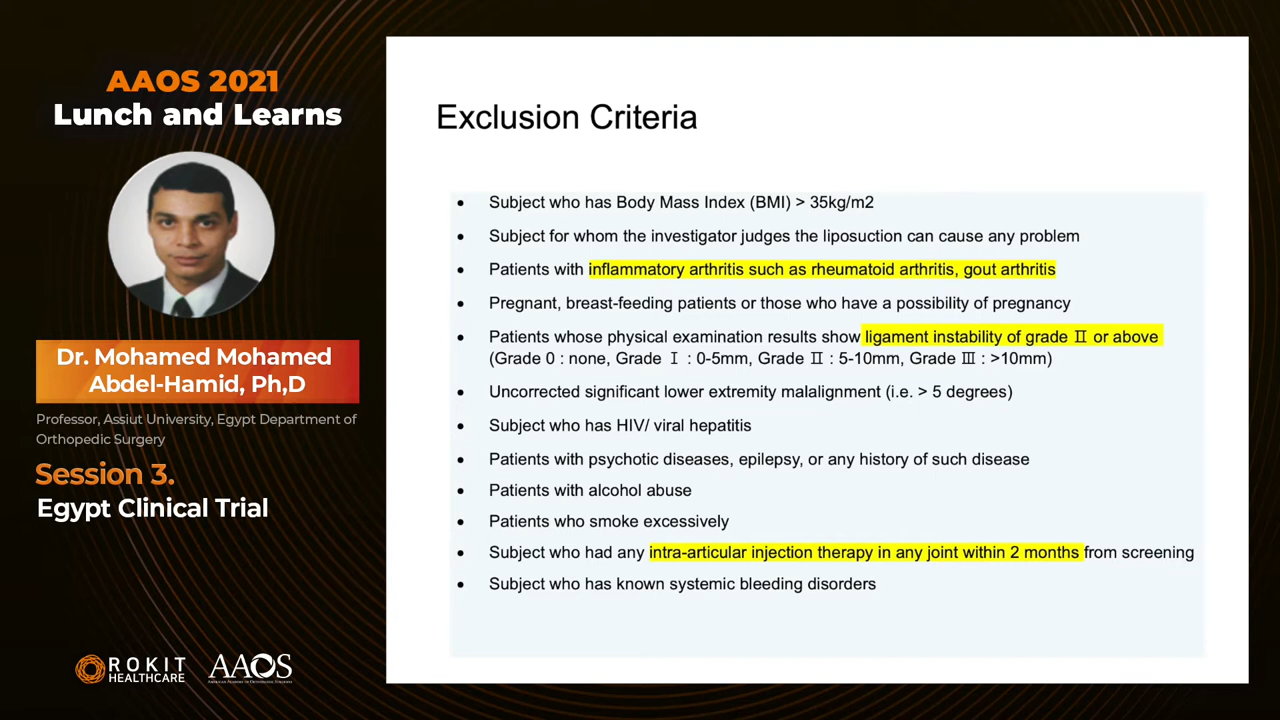 AAOS 2021
Lunch and Learns
Dr. Mohamed Mohamed
Abdel-Hamid, Ph,D
Professor, Assiut University, Egypt Department of
Orthopedic Surgery
Session 3.
Egypt Clinical Trial
ROKIT
HEALTHCARE
AAOS
AMERICAN ACADEMY OF ORTHOPAEDIC SURGEONS
Exclusion Criteria
• Subject who has Body Mass Index (BMI) > 35kg/m2
• Subject for whom the investigator judges the liposuction can cause any problem
• Patients with inflammatory arthritis such as rheumatoid arthritis, gout arthritis
• Pregnant, breast-feeding patients or those who have a possibility of pregnancy
• Patients whose physical examination results show ligament instability of grade Ⅱ or above
(Grade 0 : none, Grade Ⅰ : 0-5mm, Grade Ⅱ : 5-10mm, Grade Ⅲ : >10mm)
• Uncorrected significant lower extremity malalignment (i.e. > 5 degrees)
• Subject who has HIV/ viral hepatitis
• Patients with psychotic diseases, epilepsy, or any history of such disease
• Patients with alcohol abuse
• Patients who smoke excessively
• Subject who had any intra-articular injection therapy in any joint within 2 months from screening
• Subject who has known systemic bleeding disorders